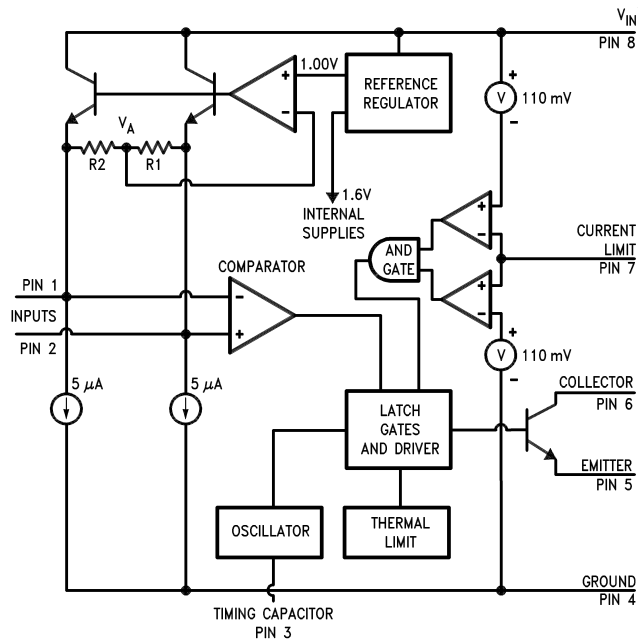 V_IN
PIN 8
1.00V
REFERENCE
REGULATOR
+
-
+
V
110 mV
-
V_A
R2
R1
1.6V
INTERNAL
SUPPLIES
+
-
AND
GATE
CURRENT
LIMIT
PIN 7
COMPARATOR
+
-
PIN 1
INPUTS
PIN 2
-
+
+
V
110 mV
-
5 μA
5 μA
LATCH
GATES
AND DRIVER
COLLECTOR
PIN 6
EMITTER
PIN 5
OSCILLATOR
THERMAL
LIMIT
GROUND
PIN 4
TIMING CAPACITOR
PIN 3